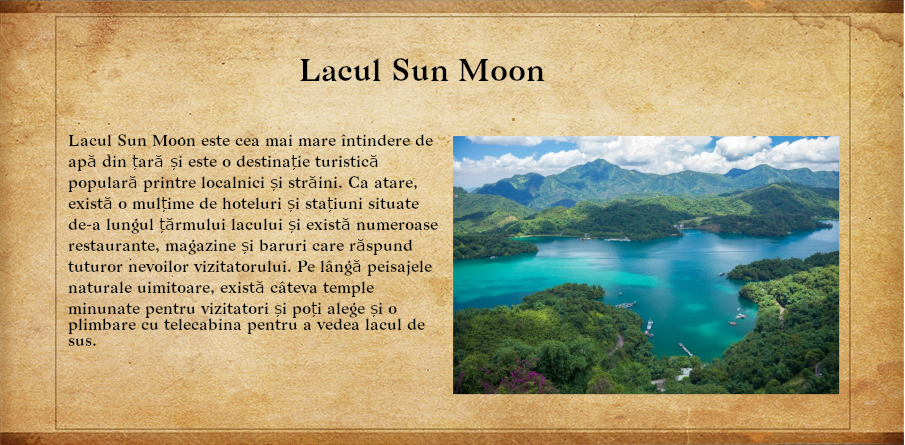 Lacul Sun Moon
Lacul Sun Moon este cea mai mare întindere de
apă din țară și este o destinație turistică
populară printre localnici și străini. Ca atare,
există o mulțime de hoteluri și stațiuni situate
de-a lungul țărmului lacului și există numeroase
restaurante, magazine și baruri care răspund
tuturor nevoilor vizitatorului. Pe lângă peisajele
naturale uimitoare, există câteva temple
minunate pentru vizitatori și poți alege și o
plimbare cu telecabina pentru a vedea lacul de
sus.